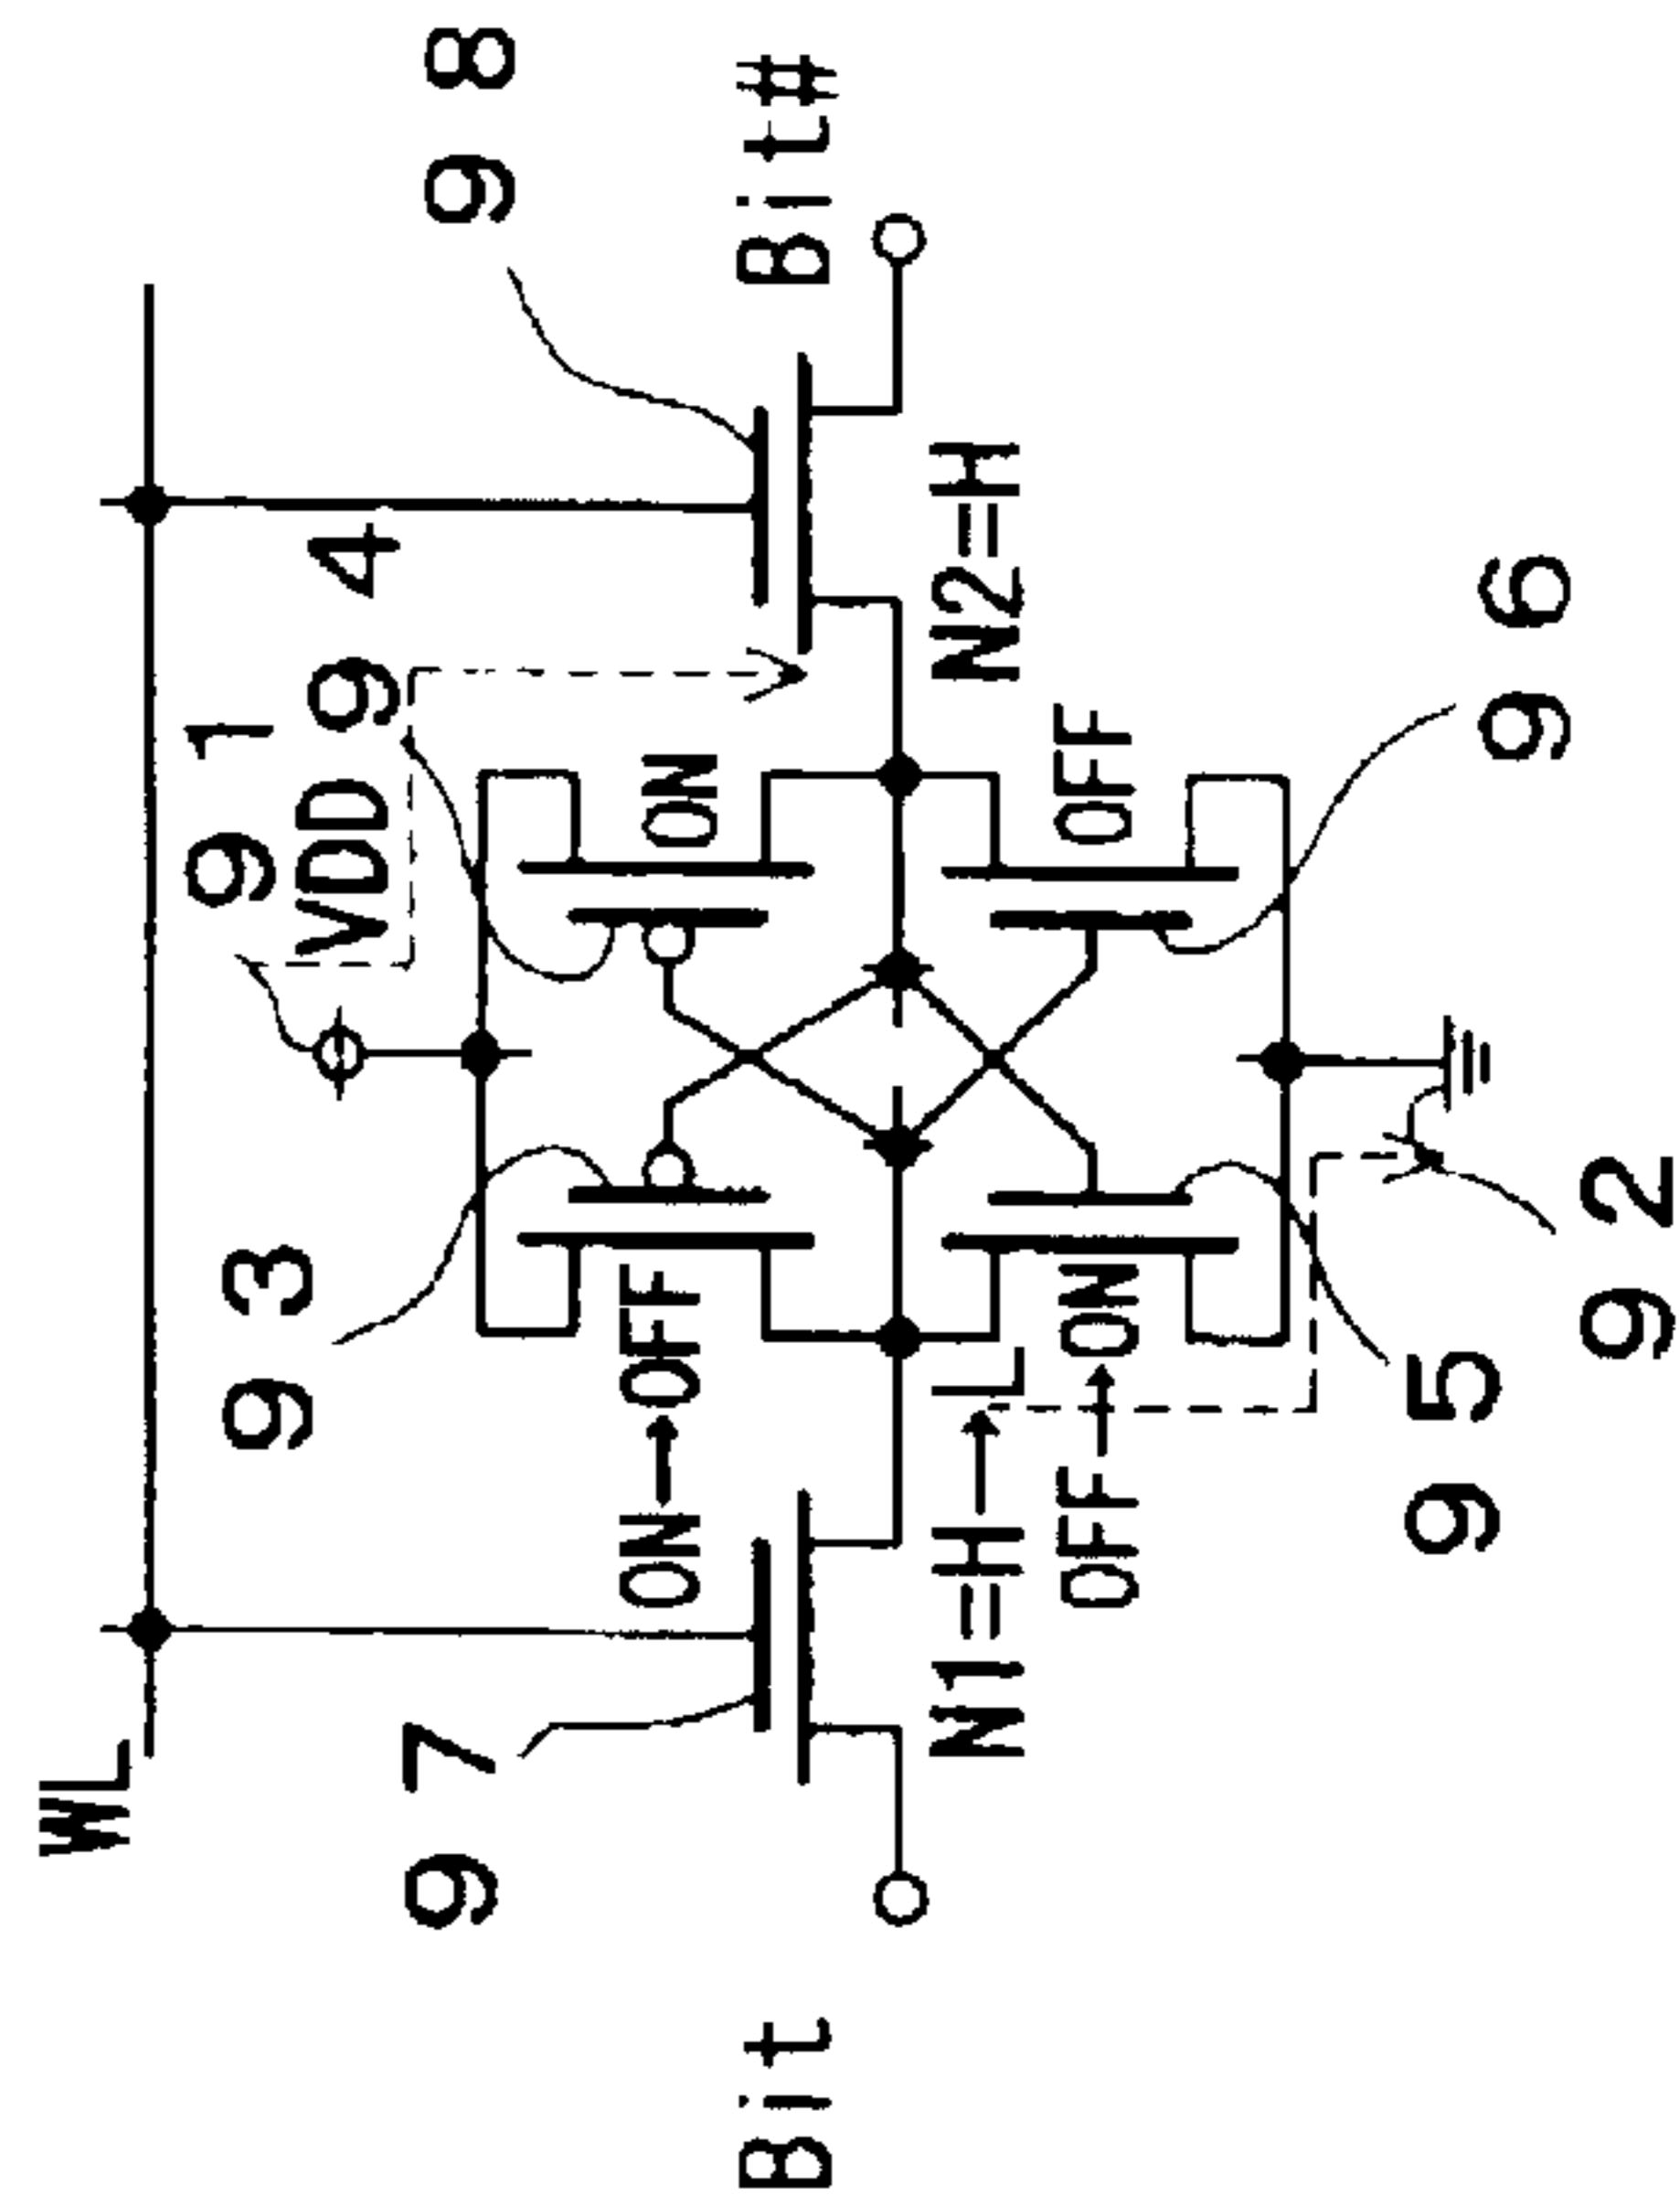 WL
91
VDD
93
94
97
98
ON→OFF
ON
Bit
Bit#
N1=H→L
N2=H
OFF→ON
OFF
95
96
92